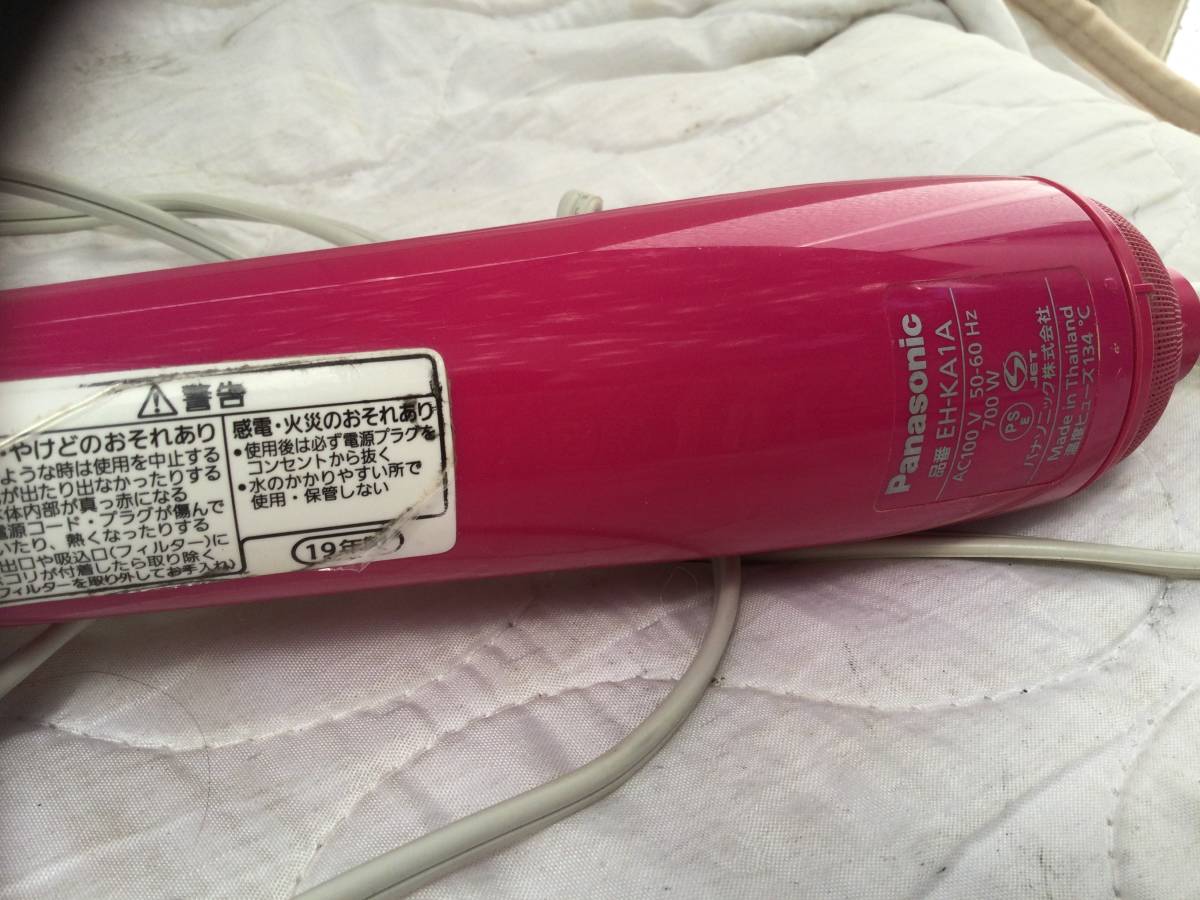 警告
・やけどのおそれあり
ような時は使用を中止する
が出たり出なかったりする
体内部が真っ赤になる
電源コード・プラグが傷んで
いたり、熱くなったりする
出口や吸込口(フィルター)に
ホコリが付着したら取り除く
フィルターを取り外してお手入れ)
感電・火災のおそれあり
•使用後は必ず電源プラグを
コンセントから抜く
•水のかかりやすい所で
使用・保管しない
19年
Panasonic
品番 EH-KA1A
AC100 V 50-60 Hz
700 W
PS
E
JET
パナソニック株式会社
Made in Thailand
温度ヒューズ134 ℃